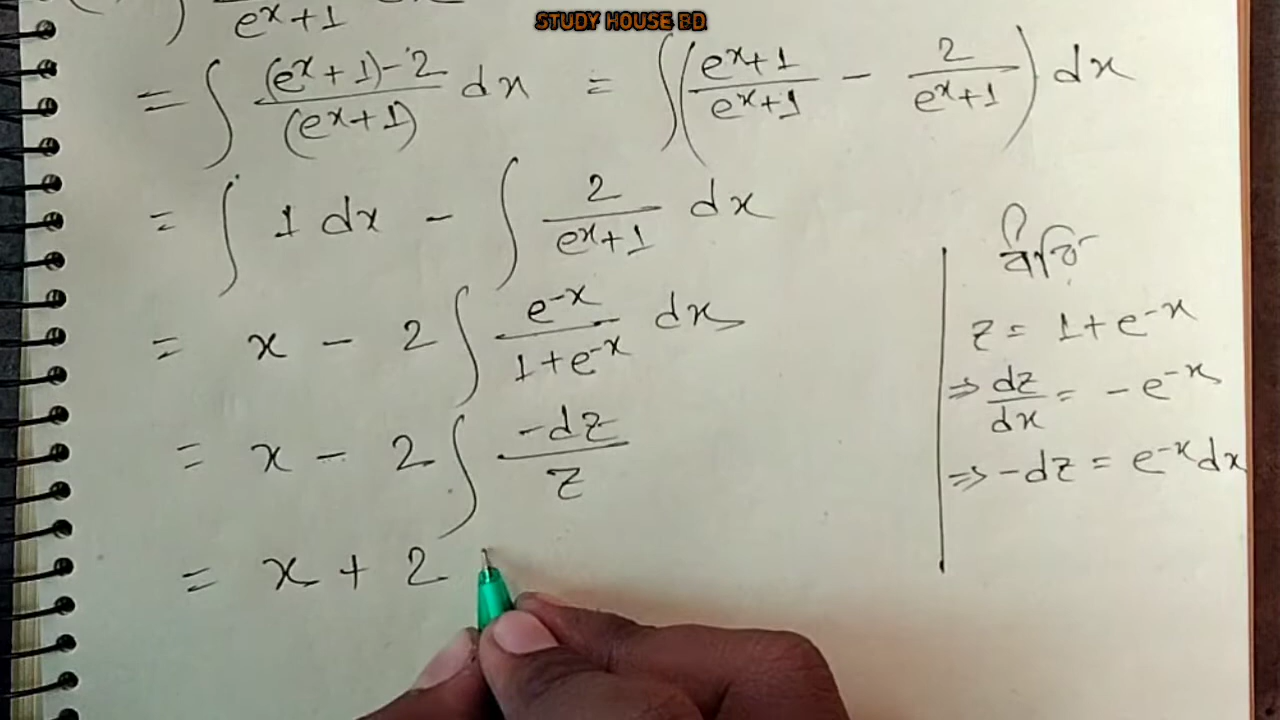 STUDY HOUSE BD
e^x+1
= ∫ (e^x+1)-2/(e^x+1) dx = ∫(e^x+1/e^x+1 - 2/e^x+1) dx
= ∫ 1 dx - ∫ 2/e^x+1 dx
= x - 2 ∫ e^-x/1+e^-x dx
= x - 2 ∫ -dz/z
= x + 2
z = 1+e^-x
⇒ dz/dx = -e^-x
⇒ -dz = e^-x dx